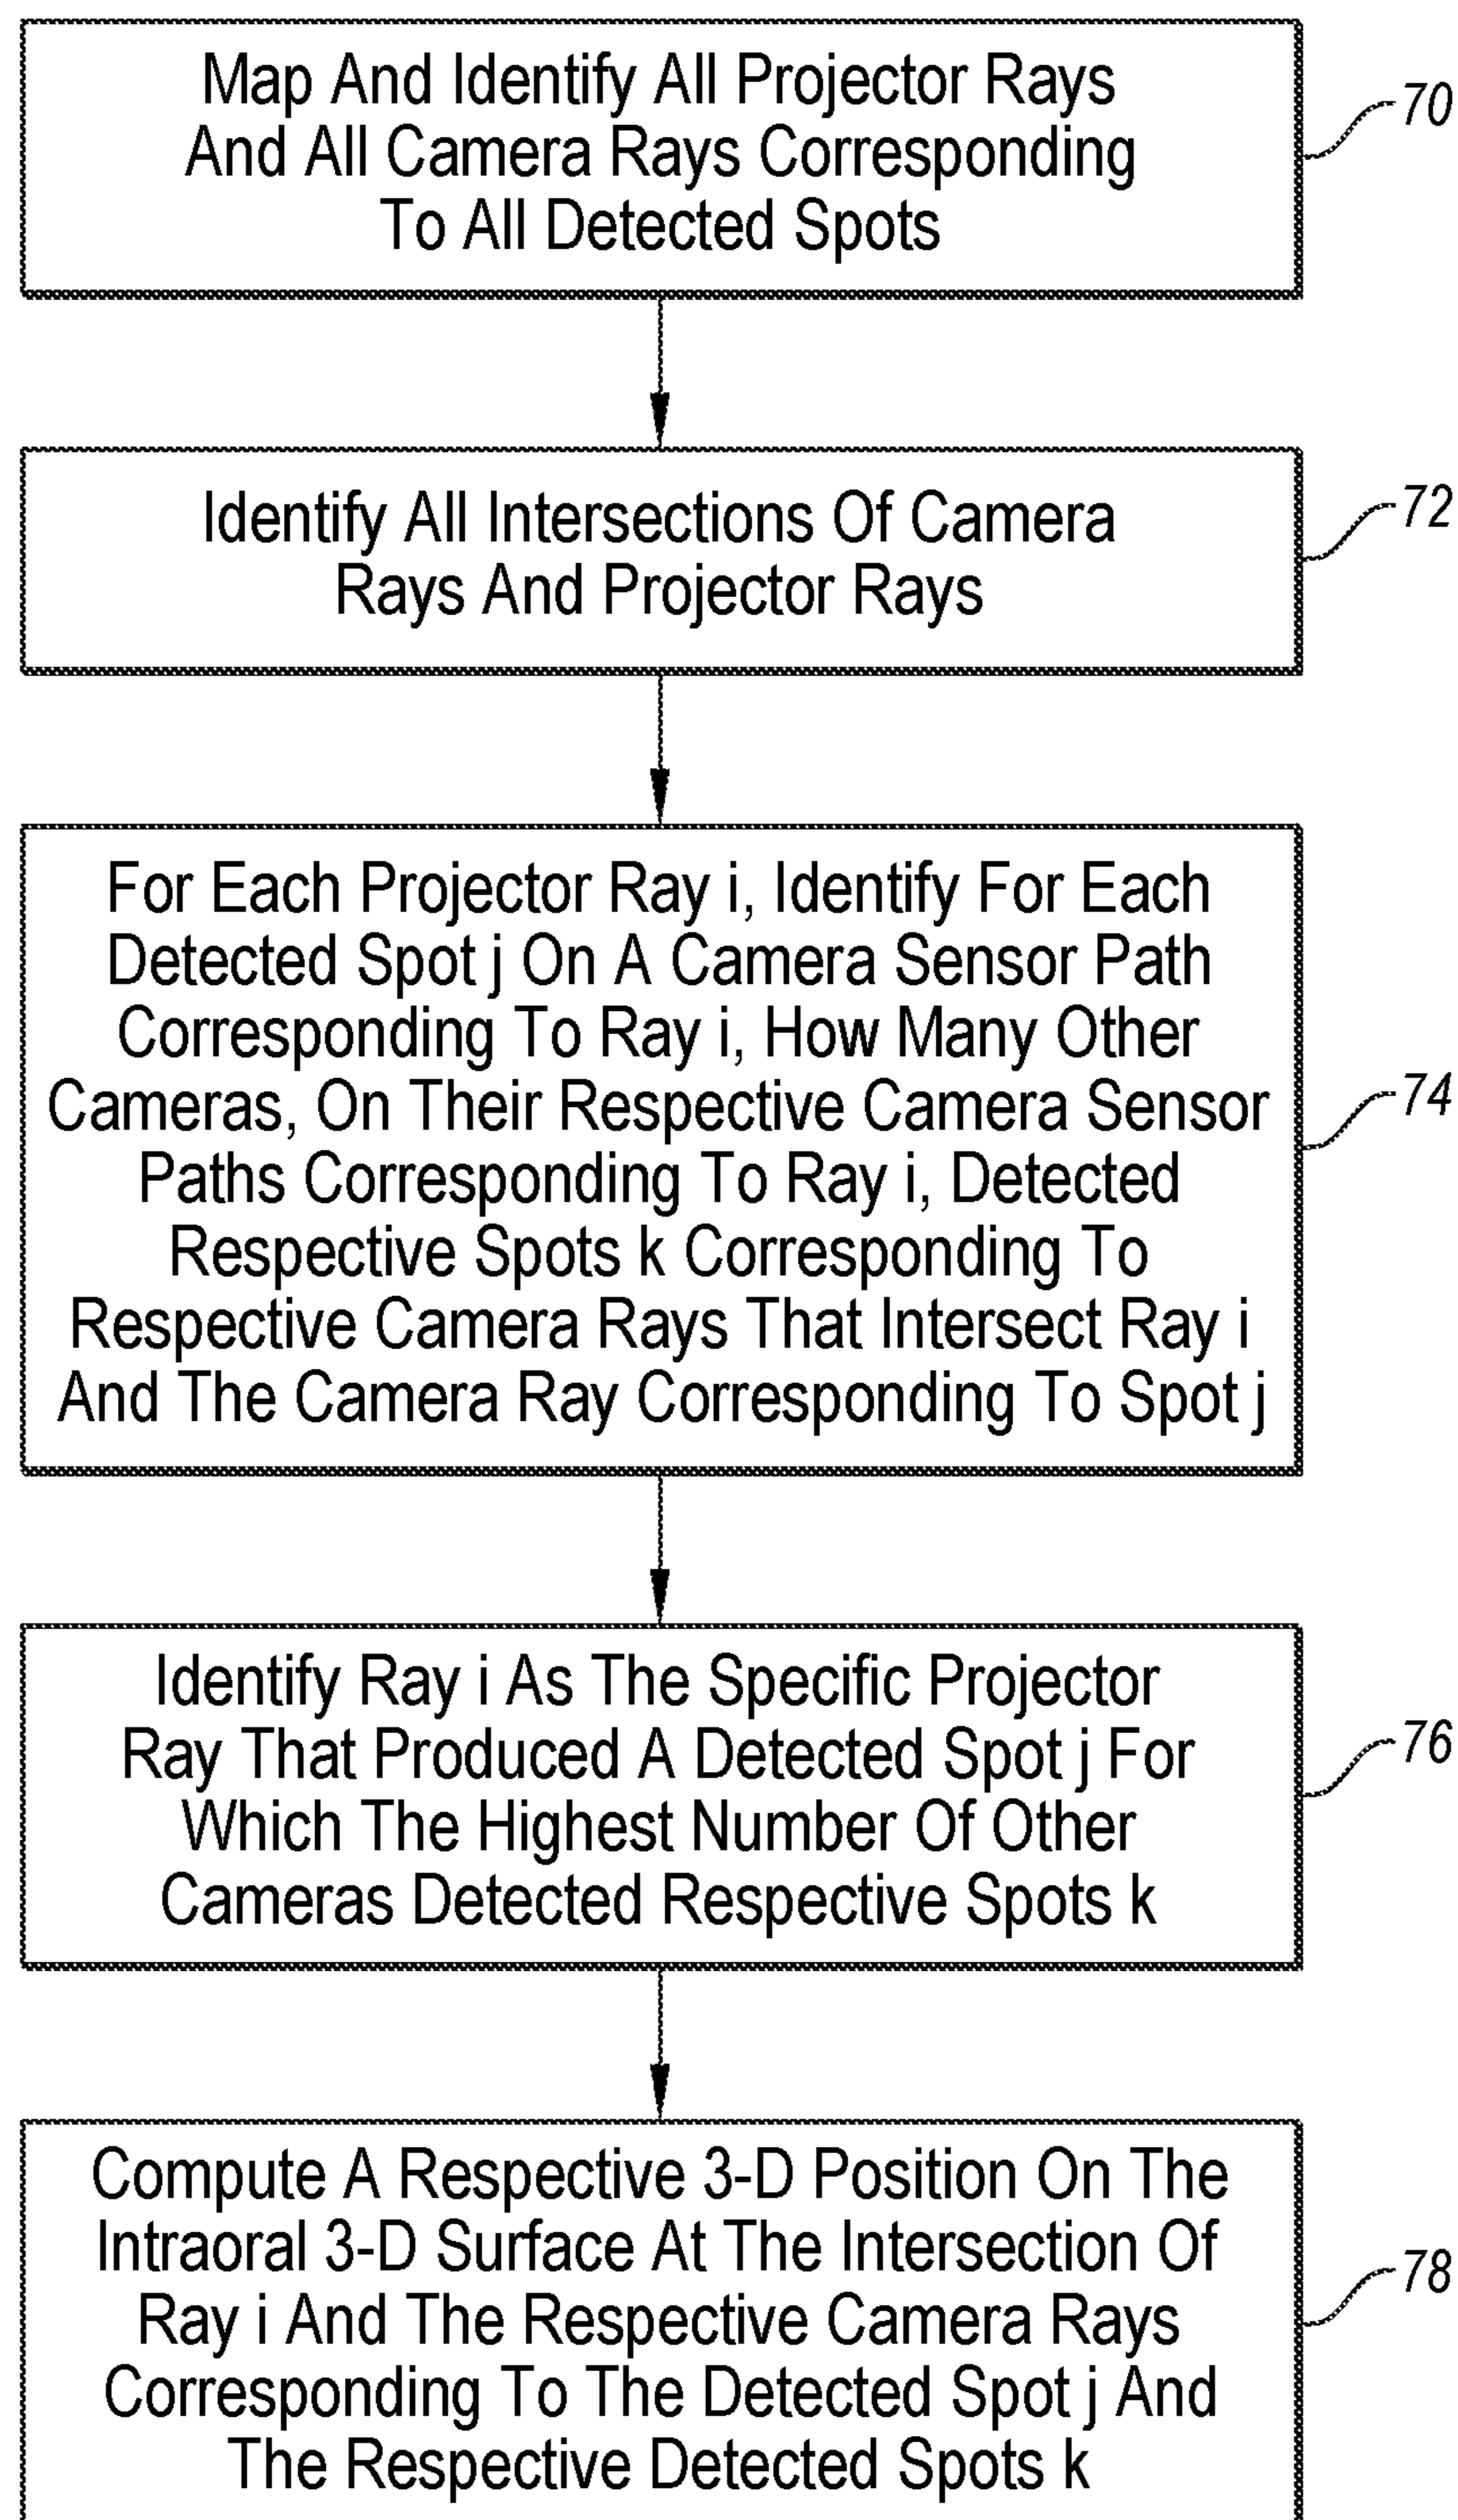 Map And Identify All Projector Rays
And All Camera Rays Corresponding
To All Detected Spots
70
Identify All Intersections Of Camera
Rays And Projector Rays
72
For Each Projector Ray i, Identify For Each
Detected Spot j On A Camera Sensor Path
Corresponding To Ray i, How Many Other
Cameras, On Their Respective Camera Sensor
Paths Corresponding To Ray i, Detected
Respective Spots k Corresponding To
Respective Camera Rays That Intersect Ray i
And The Camera Ray Corresponding To Spot j
74
Identify Ray i As The Specific Projector
Ray That Produced A Detected Spot j For
Which The Highest Number Of Other
Cameras Detected Respective Spots k
76
Compute A Respective 3-D Position On The
Intraoral 3-D Surface At The Intersection Of
Ray i And The Respective Camera Rays
Corresponding To The Detected Spot j And
The Respective Detected Spots k
78